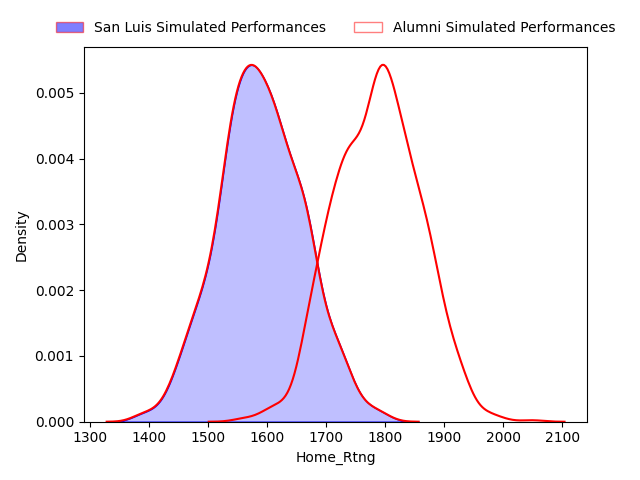 San Luis Simulated Performances Alumni Simulated Performances
0.005
0.004
0.003
0.002
0.001
0.000
Density
1300 1400 1500 1600 1700 1800 1900 2000 2100
Home_Rtng